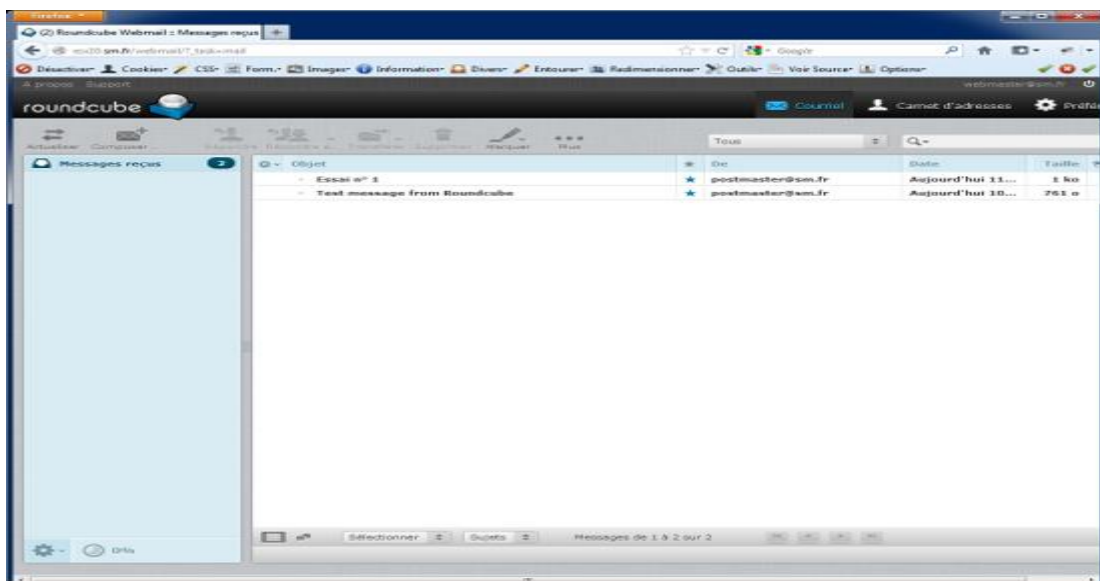 Firefox
(2) Roundcube Webmail :: Messages reçus
sm.fr/webmail/?_task=mail
Google
Désactiver Cookies CSS Form. Images Information Divers Entourer Redimensionner Outils Voir Source Options
A propos Support
webmaster@sm.fr
roundcube
Courriel Carnet d'adresses Préfé
Actualiser Composer Répondre Répondre à Transférer Supprimer Marquer Plus
Tous
Messages reçus 2
Objet De Date Taille
Essai n° 1 postmaster@sm.fr Aujourd'hui 11... 1 ko
Test message from Roundcube postmaster@sm.fr Aujourd'hui 10... 761 o
Sélectionner Sujets Messages de 1 à 2 sur 2
0%